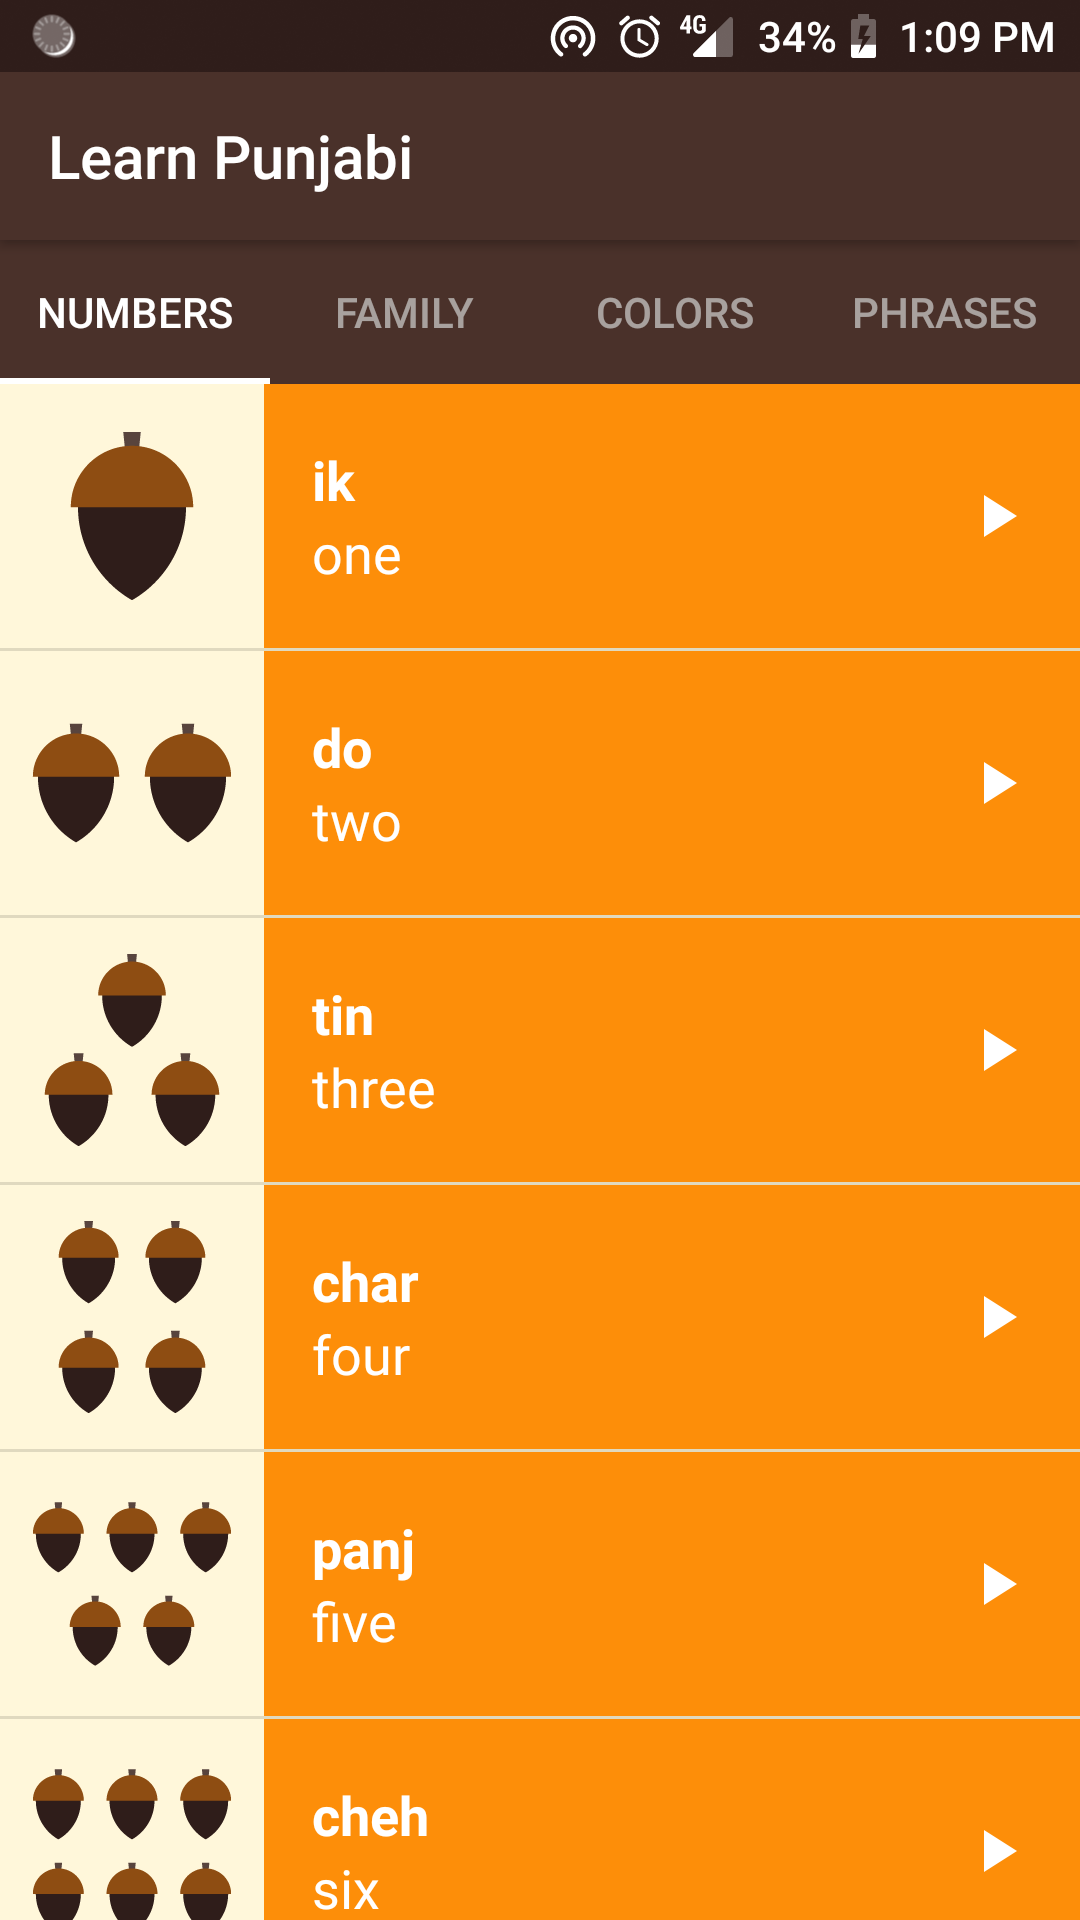 4G 34% 1:09 PM
Learn Punjabi
NUMBERS FAMILY COLORS PHRASES
ik
one
do
two
tin
three
char
four
panj
five
cheh
six